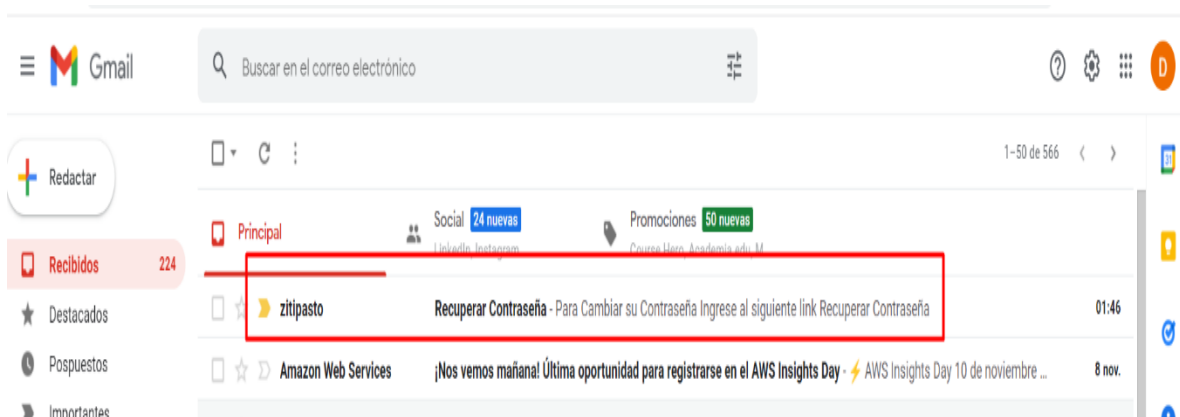 Gmail
Buscar en el correo electrónico
D
Redactar
1–50 de 566
31
Principal
Social 24 nuevas
LinkedIn, Instagram
Promociones 50 nuevas
Course Hero, Academia.edu, M
Recibidos 224
zitipasto Recuperar Contraseña - Para Cambiar su Contraseña Ingrese al siguiente link Recuperar Contraseña 01:46
Destacados
Pospuestos
Amazon Web Services ¡Nos vemos mañana! Última oportunidad para registrarse en el AWS Insights Day - ⚡ AWS Insights Day 10 de noviembre ... 8 nov.
Importantes